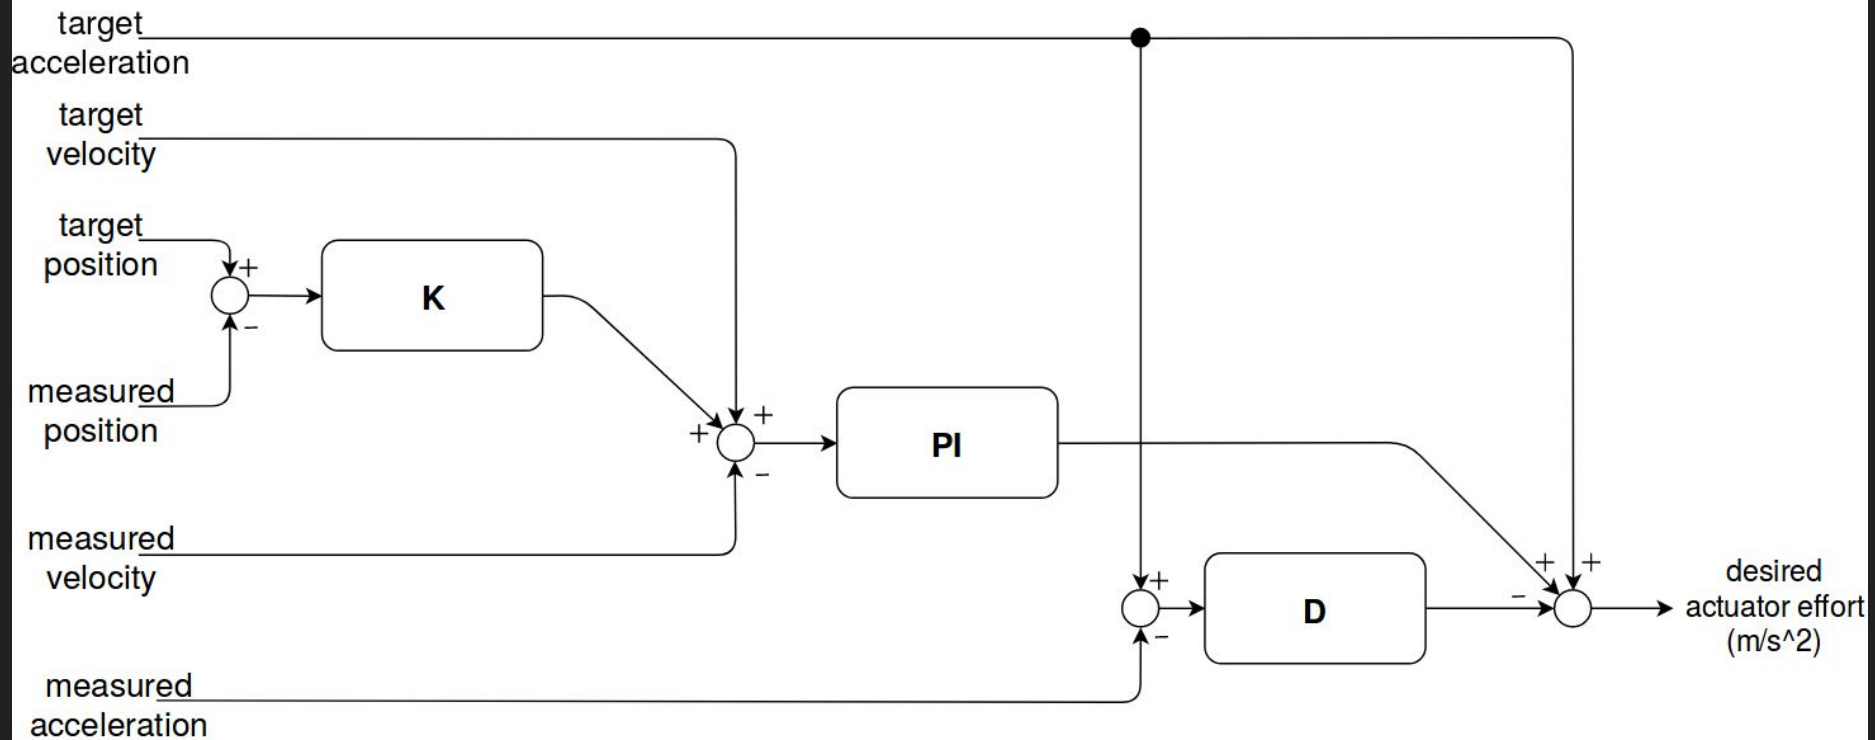 target
acceleration
target
velocity
target
position
+
−
K
measured
position
+
+
−
PI
measured
velocity
+
−
D
+
+
−
desired
actuator effort
(m/s^2)
measured
acceleration